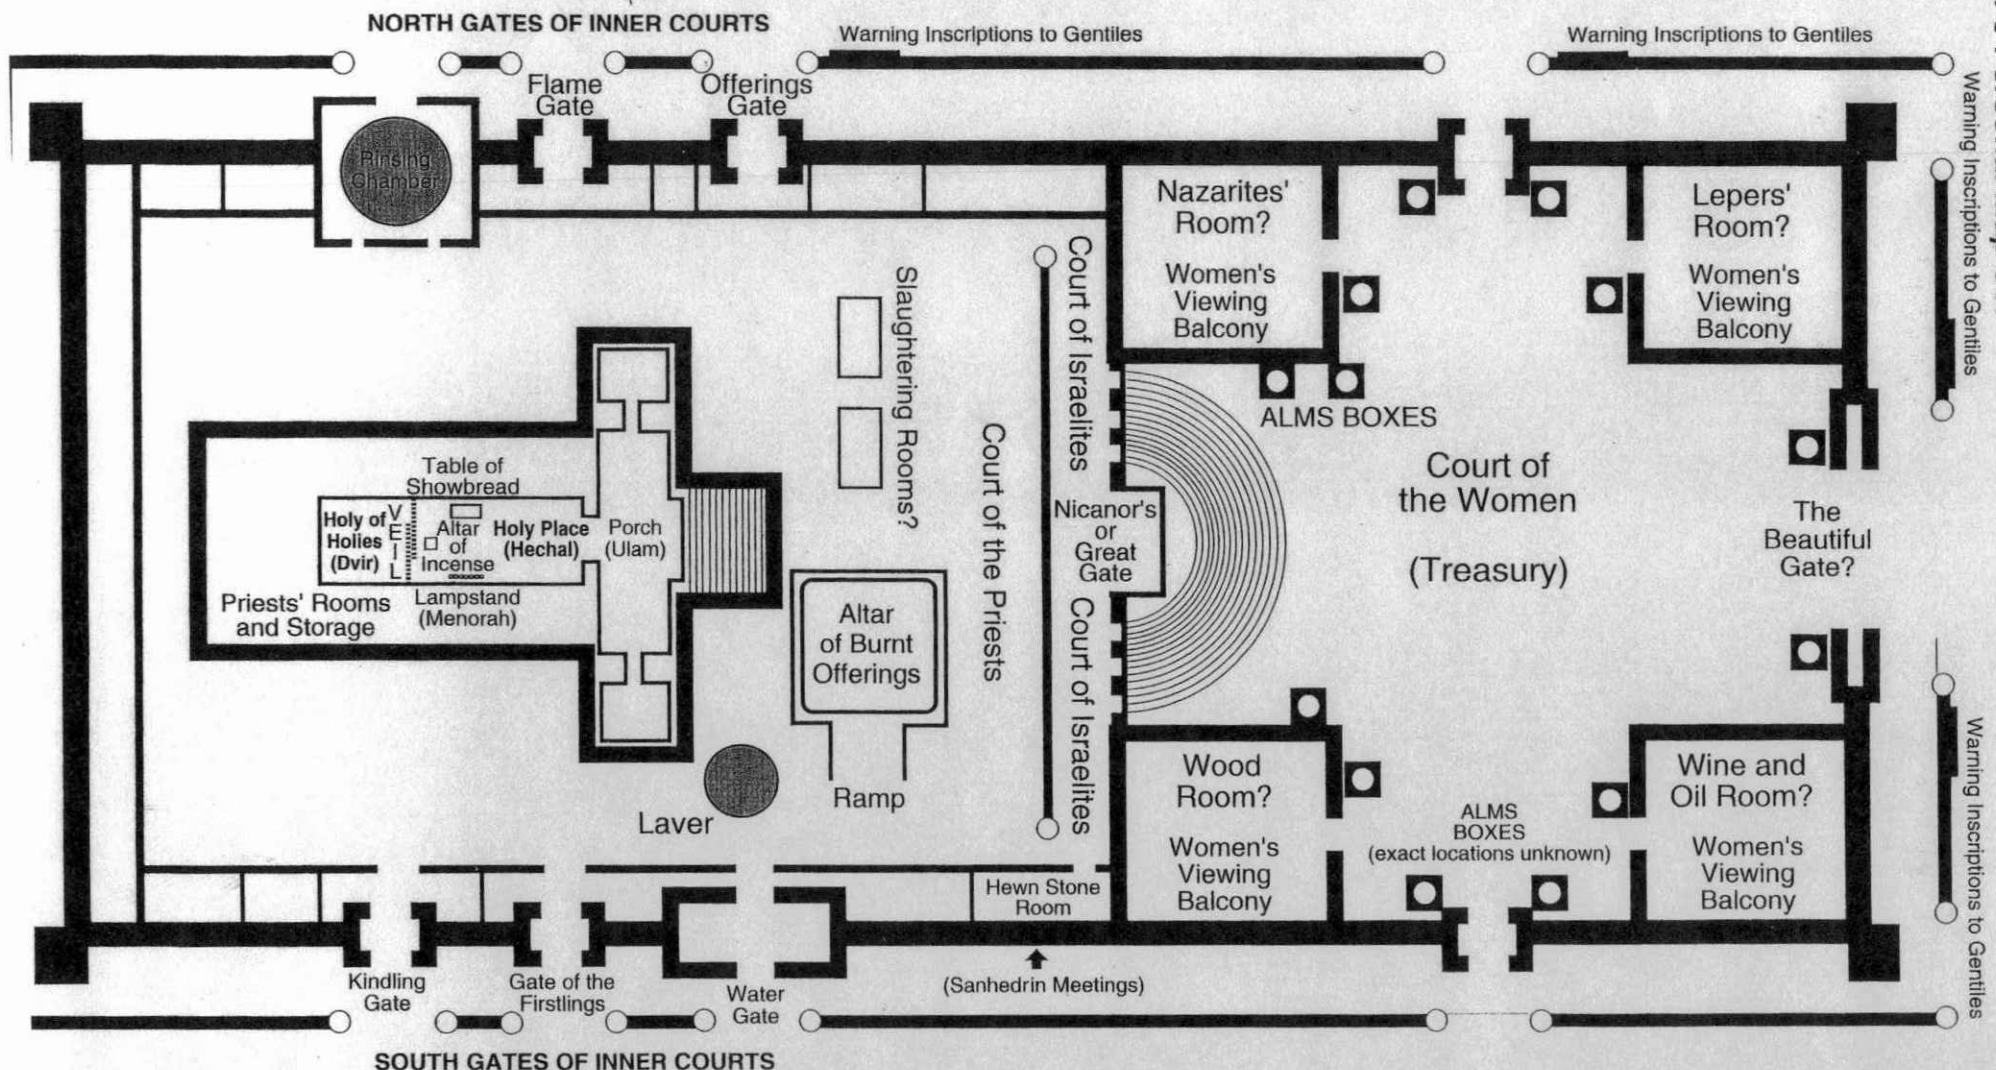 NORTH GATES OF INNER COURTS
Warning Inscriptions to Gentiles
Warning Inscriptions to Gentiles
Flame
Gate
Offerings
Gate
Warning Inscriptions to Gentiles
Rinsing
Chamber
Nazarites'
Room?
Women's
Viewing
Balcony
Lepers'
Room?
Women's
Viewing
Balcony
Court of Israelites
Slaughtering Rooms?
ALMS BOXES
Court of the Priests
Court of
the Women
(Treasury)
Table of
Showbread
Holy of
Holies
(Dvir)
VEIL
Altar
of
Incense
Holy Place
(Hechal)
Porch
(Ulam)
Nicanor's
or
Great
Gate
The
Beautiful
Gate?
Priests' Rooms
and Storage
Lampstand
(Menorah)
Altar
of Burnt
Offerings
Court of Israelites
Ramp
Laver
Wood
Room?
Women's
Viewing
Balcony
ALMS
BOXES
(exact locations unknown)
Wine and
Oil Room?
Women's
Viewing
Balcony
Warning Inscriptions to Gentiles
Hewn Stone
Room
Kindling
Gate
Gate of the
Firstlings
Water
Gate
(Sanhedrin Meetings)
SOUTH GATES OF INNER COURTS